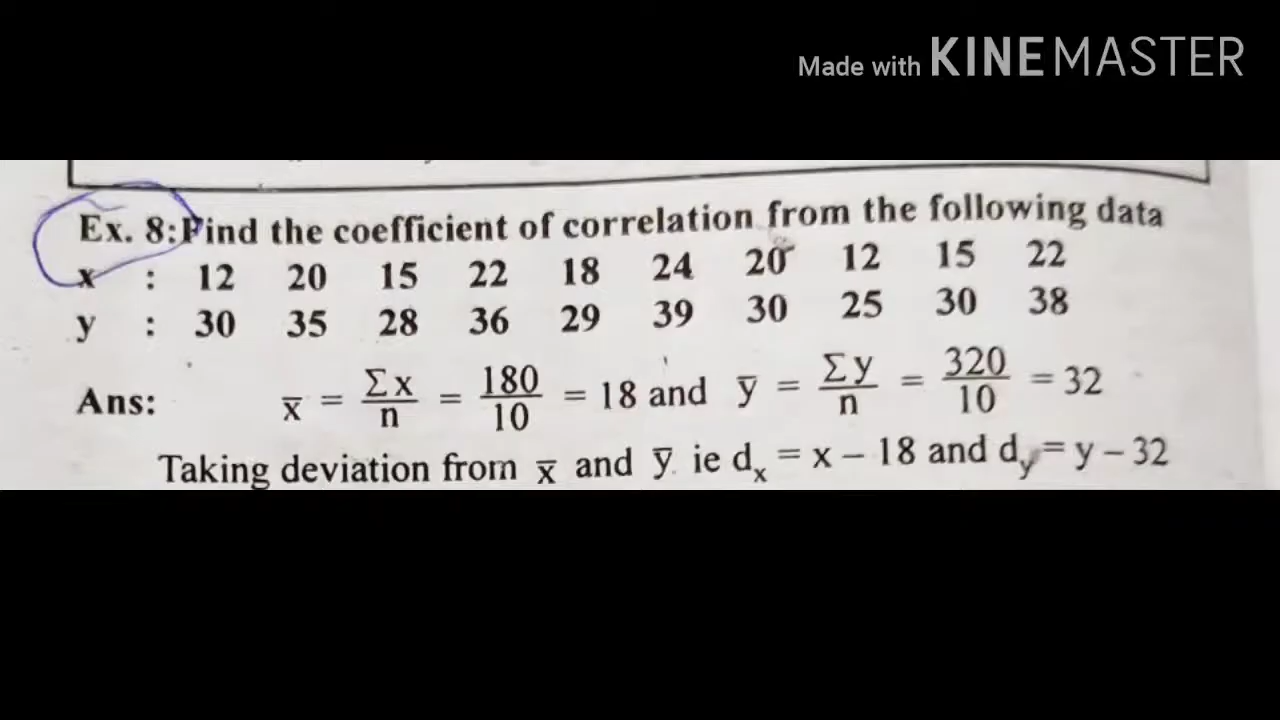 Made with KINEMASTER
Ex. 8:Find the coefficient of correlation from the following data
x : 12 20 15 22 18 24 20 12 15 22
y : 30 35 28 36 29 39 30 25 30 38
Ans: x̄ = Σx/n = 180/10 = 18 and ȳ = Σy/n = 320/10 = 32
Taking deviation from x̄ and ȳ. ie dₓ = x – 18 and d_y = y – 32